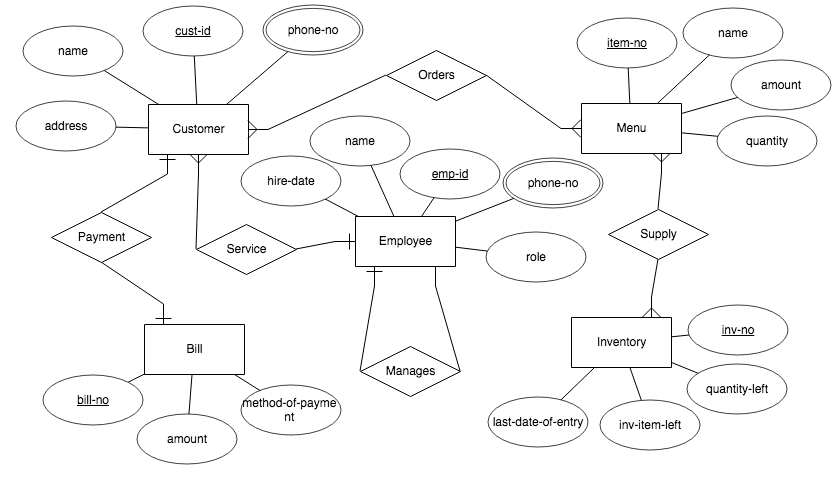 cust-id
phone-no
name
item-no
name
Orders
amount
address
Customer
Menu
name
quantity
hire-date
emp-id
phone-no
Payment
Service
Employee
Supply
role
inv-no
Bill
Inventory
Manages
quantity-left
bill-no
method-of-payme
nt
last-date-of-entry
inv-item-left
amount